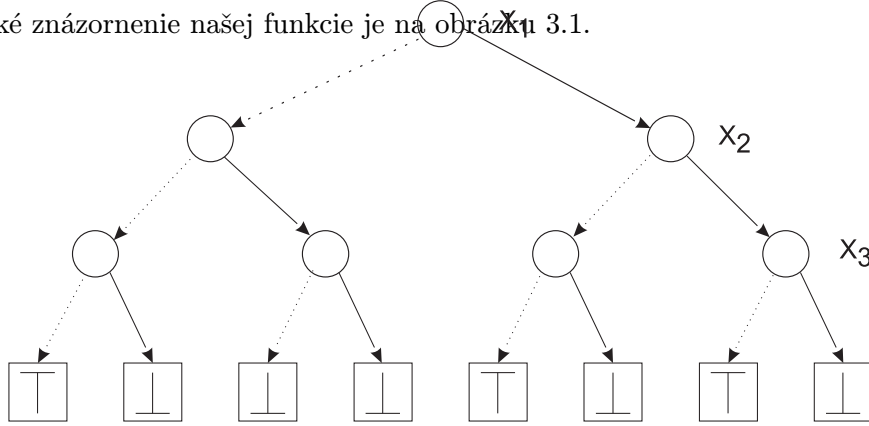 ké znázornenie našej funkcie je na obrázku 3.1.
X1
X2
X3
⊤ ⊥ ⊥ ⊥ ⊤ ⊥ ⊤ ⊥